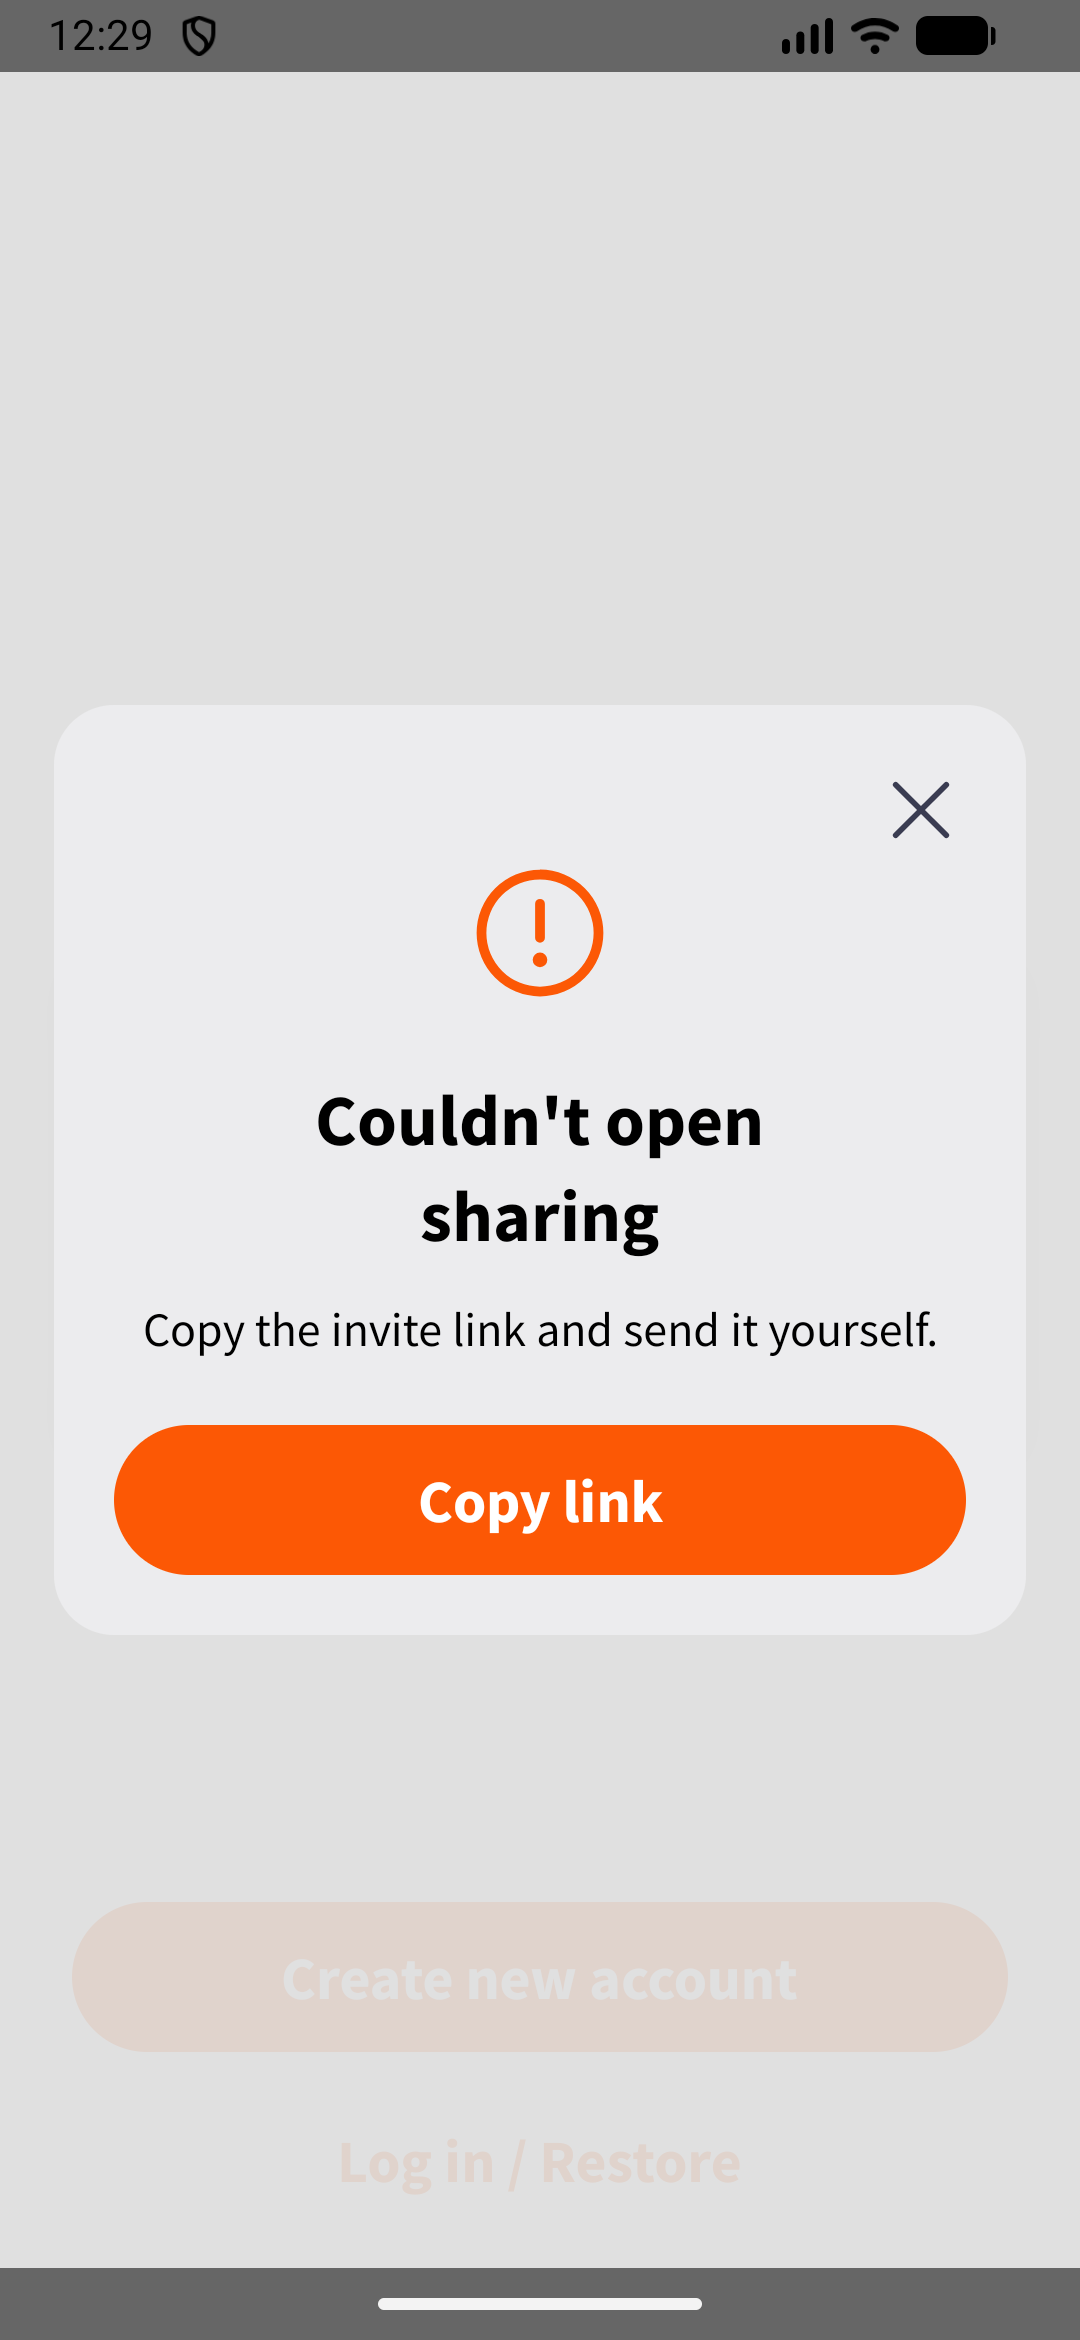 12:29
Couldn't open
sharing
Copy the invite link and send it yourself.
Copy link
Create new account
Log in / Restore